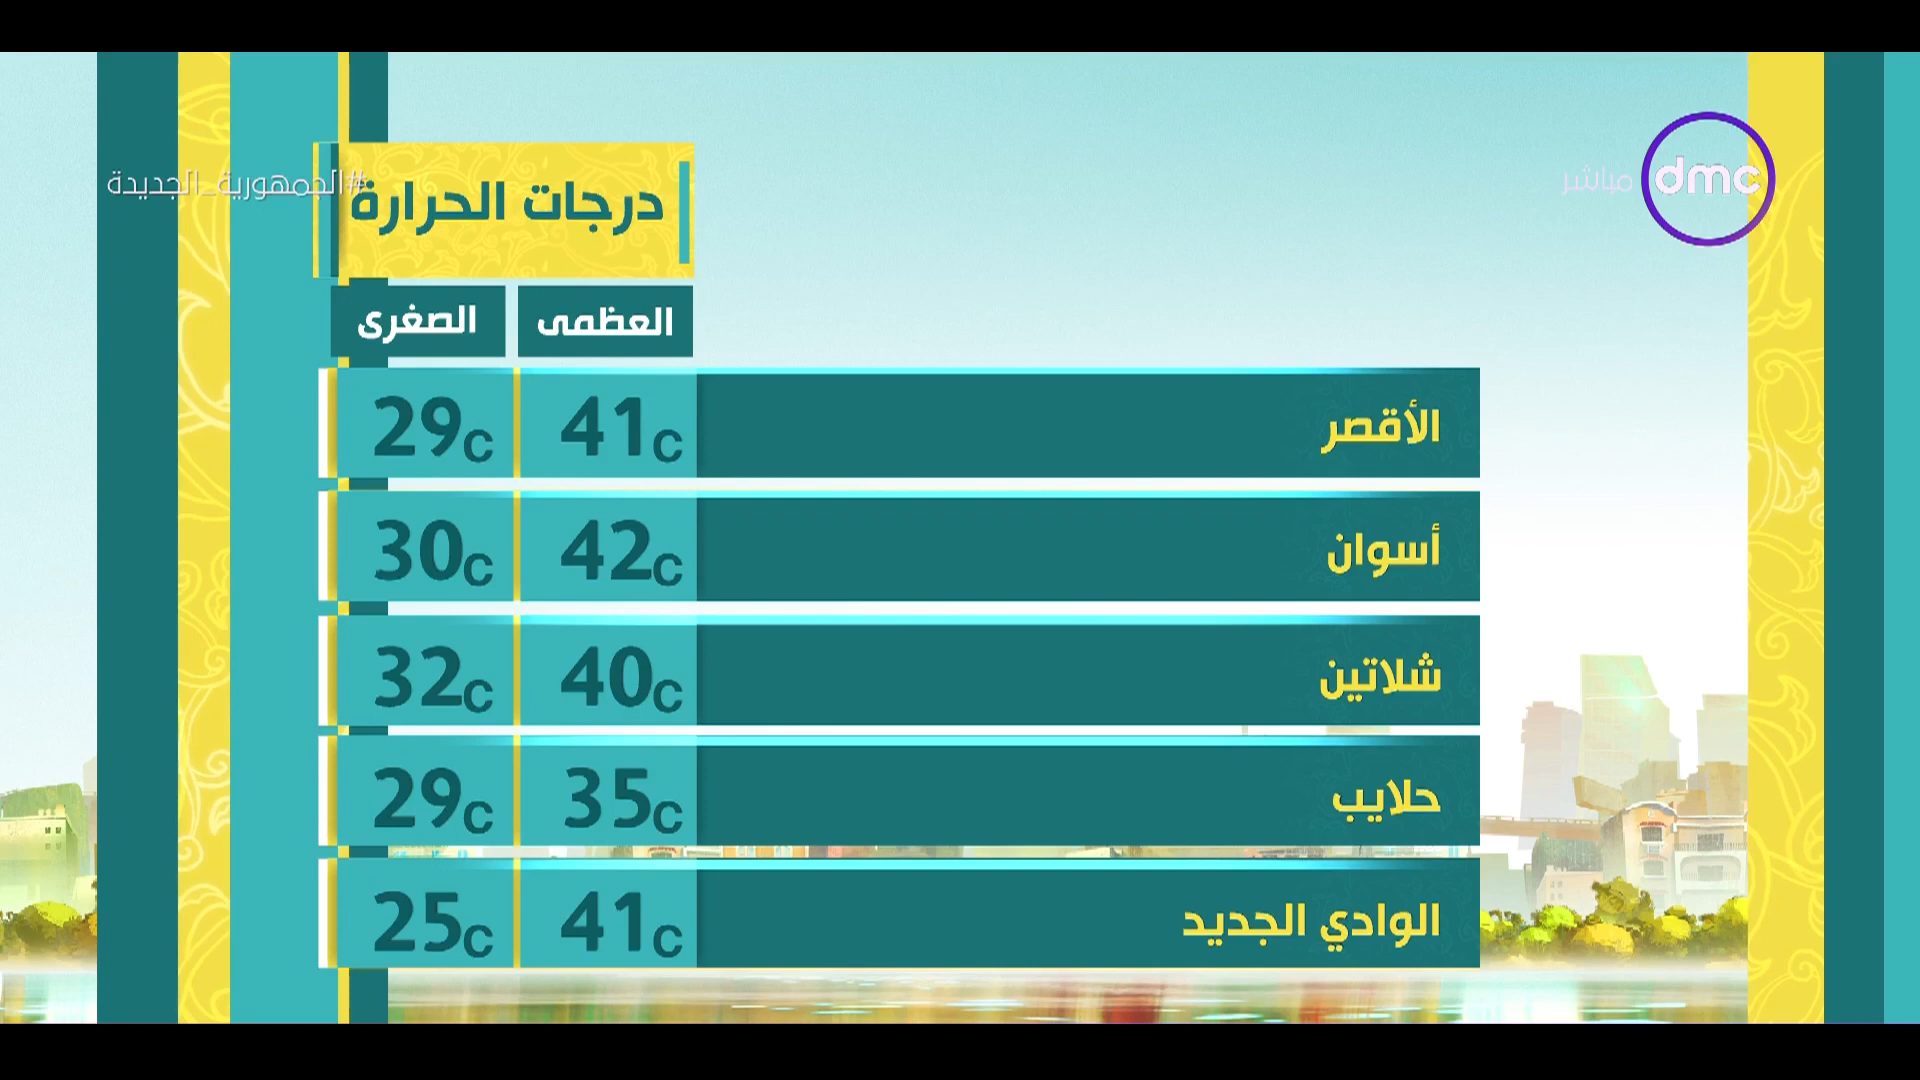 dmc مباشر
#الجمهورية_الجديدة
درجات الحرارة
العظمى الصغرى
الأقصر 41c 29c
أسوان 42c 30c
شلاتين 40c 32c
حلايب 35c 29c
الوادي الجديد 41c 25c